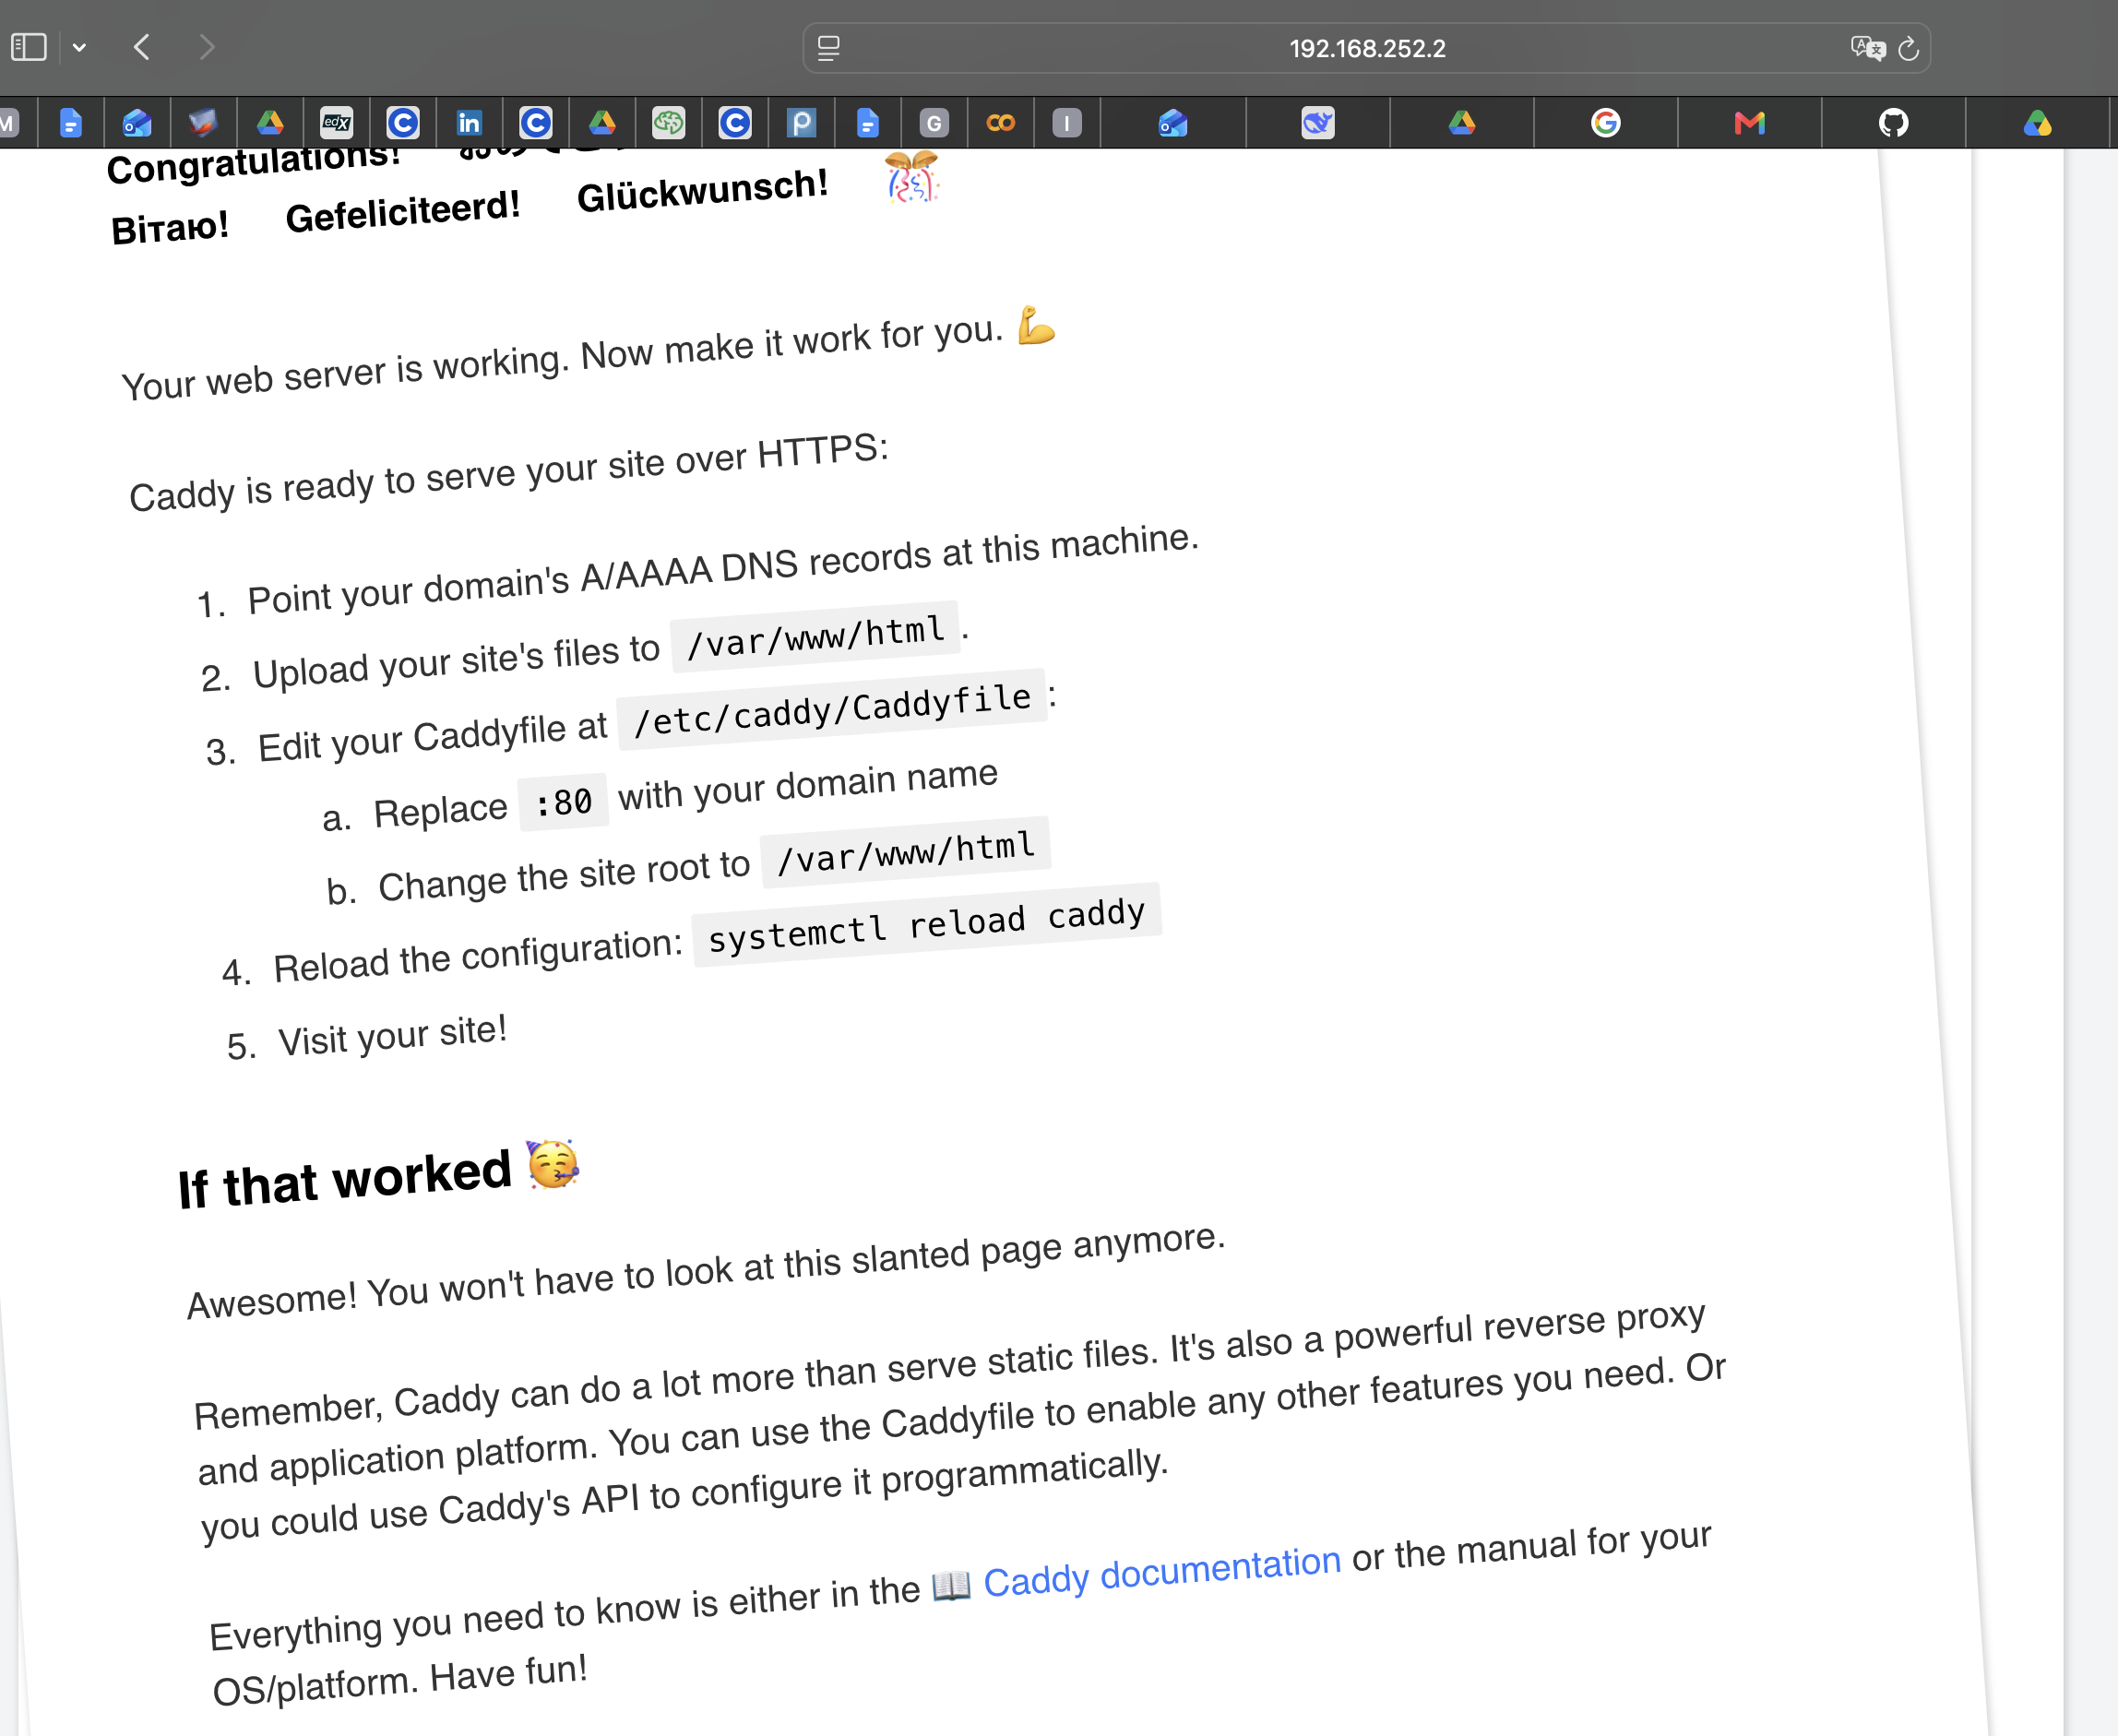 192.168.252.2
M
edX
C
in
C
C
P
G
CO
I
G
Congratulations!
Вітаю! Gefeliciteerd! Glückwunsch! 🎊
Your web server is working. Now make it work for you. 💪
Caddy is ready to serve your site over HTTPS:
1. Point your domain's A/AAAA DNS records at this machine.
2. Upload your site's files to /var/www/html .
3. Edit your Caddyfile at /etc/caddy/Caddyfile :
a. Replace :80 with your domain name
b. Change the site root to /var/www/html
4. Reload the configuration: systemctl reload caddy
5. Visit your site!
If that worked 🥳
Awesome! You won't have to look at this slanted page anymore.
Remember, Caddy can do a lot more than serve static files. It's also a powerful reverse proxy
and application platform. You can use the Caddyfile to enable any other features you need. Or
you could use Caddy's API to configure it programmatically.
Everything you need to know is either in the 📖 Caddy documentation or the manual for your
OS/platform. Have fun!